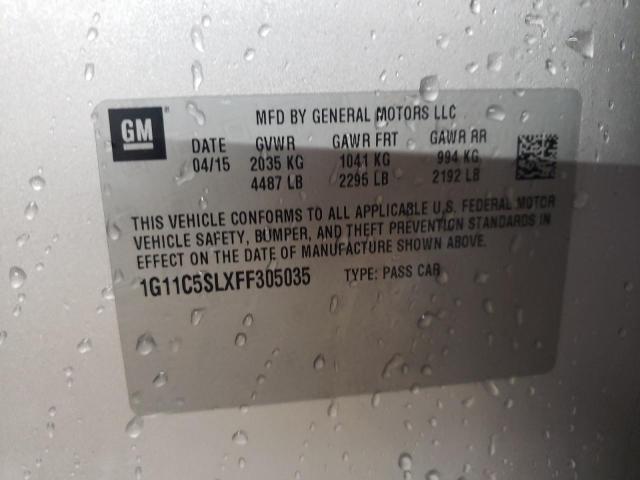 GM
MFD BY GENERAL MOTORS LLC
DATE GVWR GAWR FRT GAWR RR
04/15 2035 KG 1041 KG 994 KG
4487 LB 2295 LB 2192 LB
THIS VEHICLE CONFORMS TO ALL APPLICABLE U.S. FEDERAL MOTOR
VEHICLE SAFETY, BUMPER, AND THEFT PREVENTION STANDARDS IN
EFFECT ON THE DATE OF MANUFACTURE SHOWN ABOVE.
1G11C5SLXFF305035 TYPE: PASS CAR